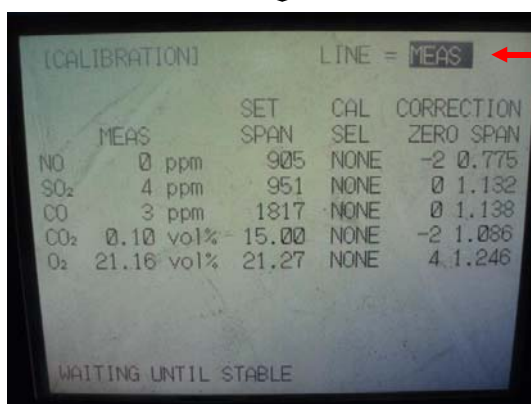 [CALIBRATION] LINE = MEAS
SET CAL CORRECTION
MEAS SPAN SEL ZERO SPAN
NO 0 ppm 905 NONE -2 0.775
SO₂ 4 ppm 951 NONE 0 1.132
CO 3 ppm 1817 NONE 0 1.138
CO₂ 0.10 vol% 15.00 NONE -2 1.086
O₂ 21.16 vol% 21.27 NONE 4 1.246
WAITING UNTIL STABLE